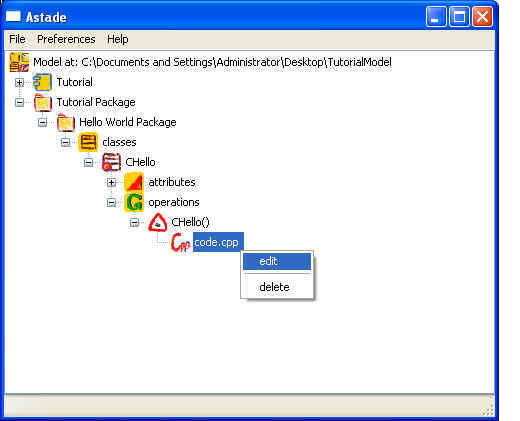 Astade
File Preferences Help
Model at: C:\Documents and Settings\Administrator\Desktop\TutorialModel
Tutorial
Tutorial Package
Hello World Package
classes
CHello
attributes
operations
CHello()
Cpp code.cpp
edit
delete